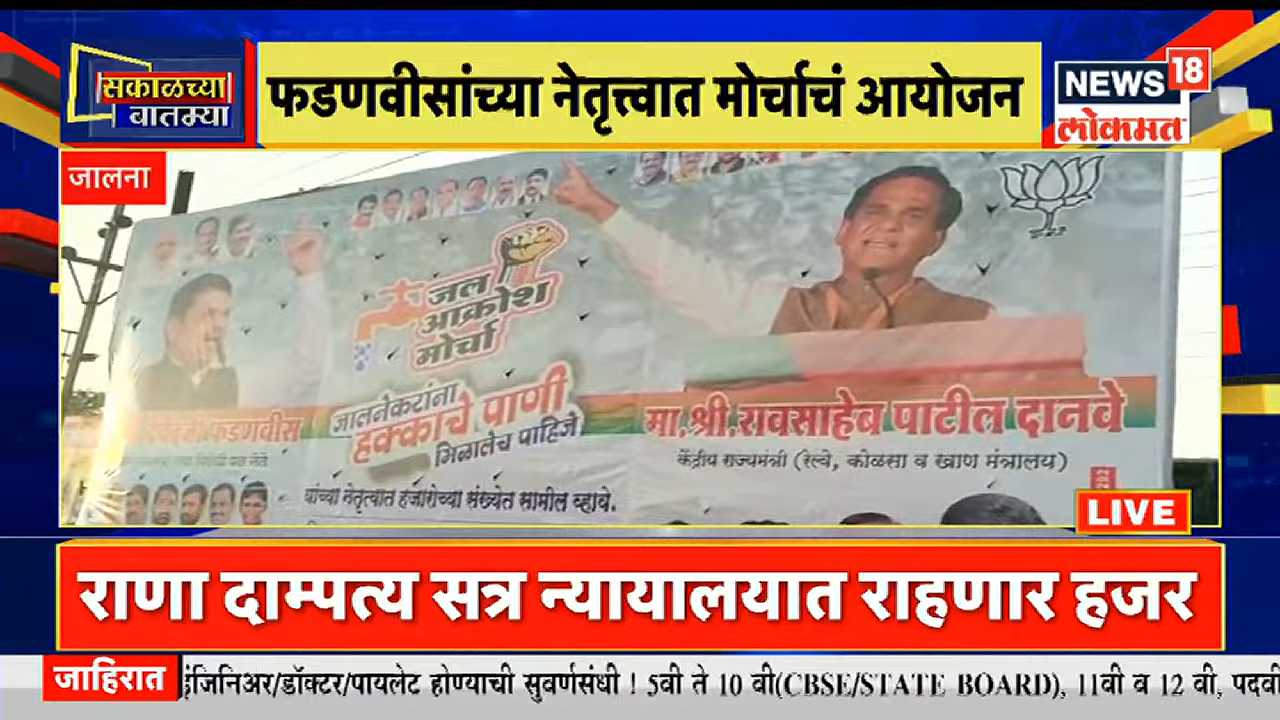 सकाळच्या
वातम्या
फडणवीसांच्या नेतृत्त्वात मोर्चाचं आयोजन
NEWS 18
लोकमत
जालना
जल
आक्रोश
मोर्चा
जालनेकरांना
हक्काचे पाणी
मिळालेच पाहिजे
फडणवीस
मा.श्री.रावसाहेब पाटील दानवे
केंद्रीय राज्यमंत्री (रेल्वे, कोळसा व खाण मंत्रालय)
यांच्या नेतृत्वात हजारोच्या संख्येत सामील व्हावे.
LIVE
राणा दाम्पत्य सत्र न्यायालयात राहणार हजर
जाहिरात
इंजिनिअर/डॉक्टर/पायलेट होण्याची सुवर्णसंधी ! 5वी ते 10 वी(CBSE/STATE BOARD), 11वी व 12 वी, पदवी